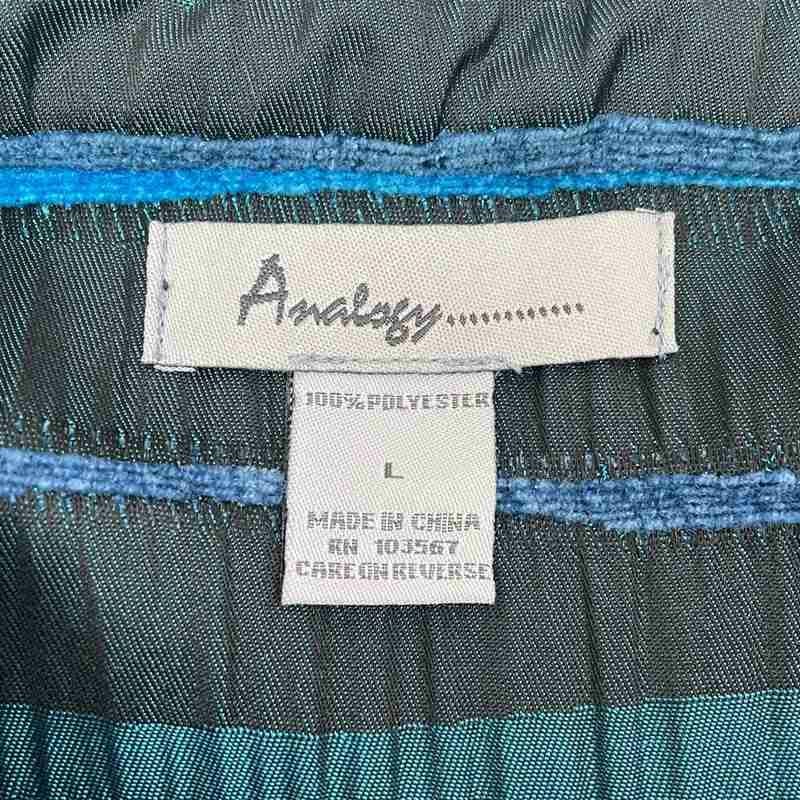 Analogy............
100% POLYESTER
L
MADE IN CHINA
RN 103567
CARE ON REVERSE